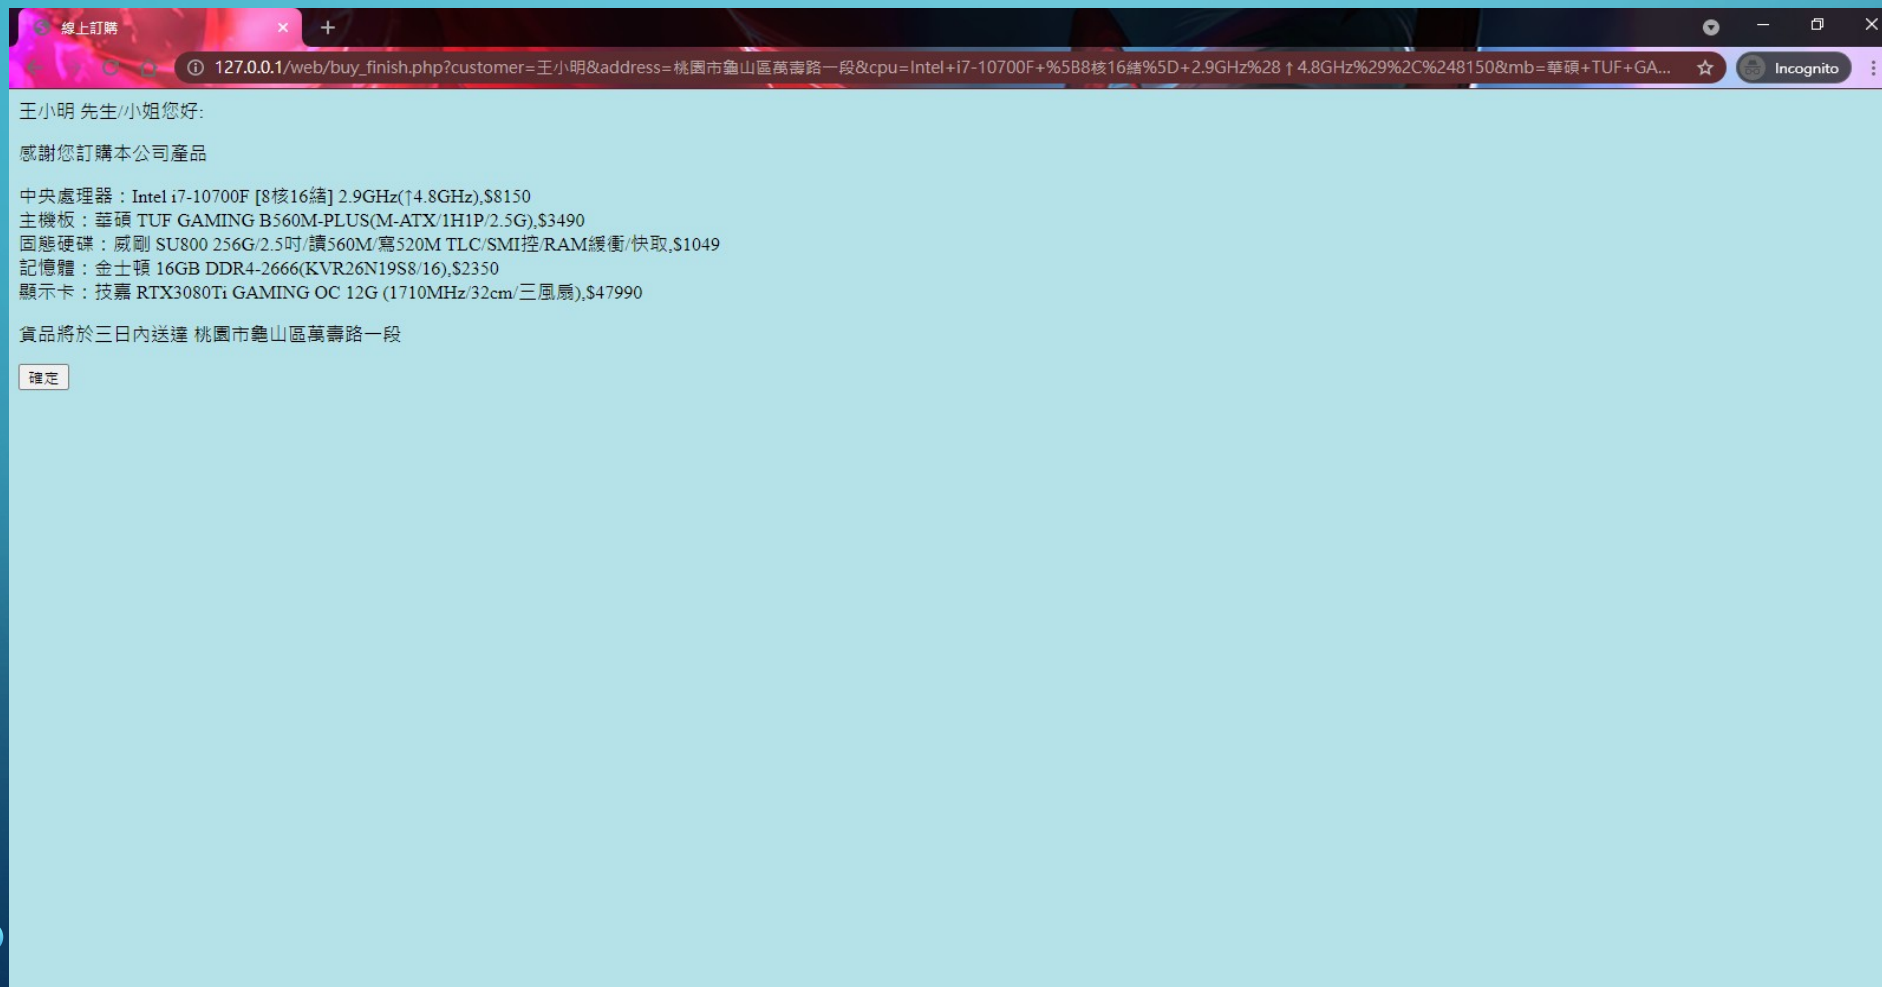 線上訂購
127.0.0.1/web/buy_finish.php?customer=王小明&address=桃園市龜山區萬壽路一段&cpu=Intel+i7-10700F+%5B8核16緒%5D+2.9GHz%28↑4.8GHz%29%2C%248150&mb=華碩+TUF+GA...
Incognito
王小明 先生/小姐您好:
感謝您訂購本公司產品
中央處理器：Intel i7-10700F [8核16緒] 2.9GHz(↑4.8GHz),$8150
主機板：華碩 TUF GAMING B560M-PLUS(M-ATX/1H1P/2.5G),$3490
固態硬碟：威剛 SU800 256G/2.5吋/讀560M/寫520M TLC/SMI控/RAM緩衝/快取,$1049
記憶體：金士頓 16GB DDR4-2666(KVR26N19S8/16),$2350
顯示卡：技嘉 RTX3080Ti GAMING OC 12G (1710MHz/32cm/三風扇),$47990
貨品將於三日內送達 桃園市龜山區萬壽路一段
確定